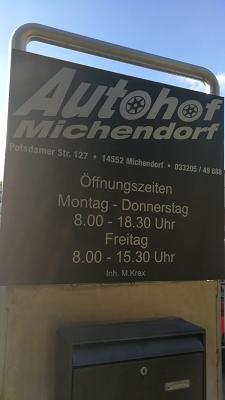 Autohof
Michendorf
Potsdamer Str. 127 • 14552 Michendorf • 033205 / 49 888
Öffnungszeiten
Montag - Donnerstag
8.00 - 18.30 Uhr
Freitag
8.00 - 15.30 Uhr
Inh. M.Krex